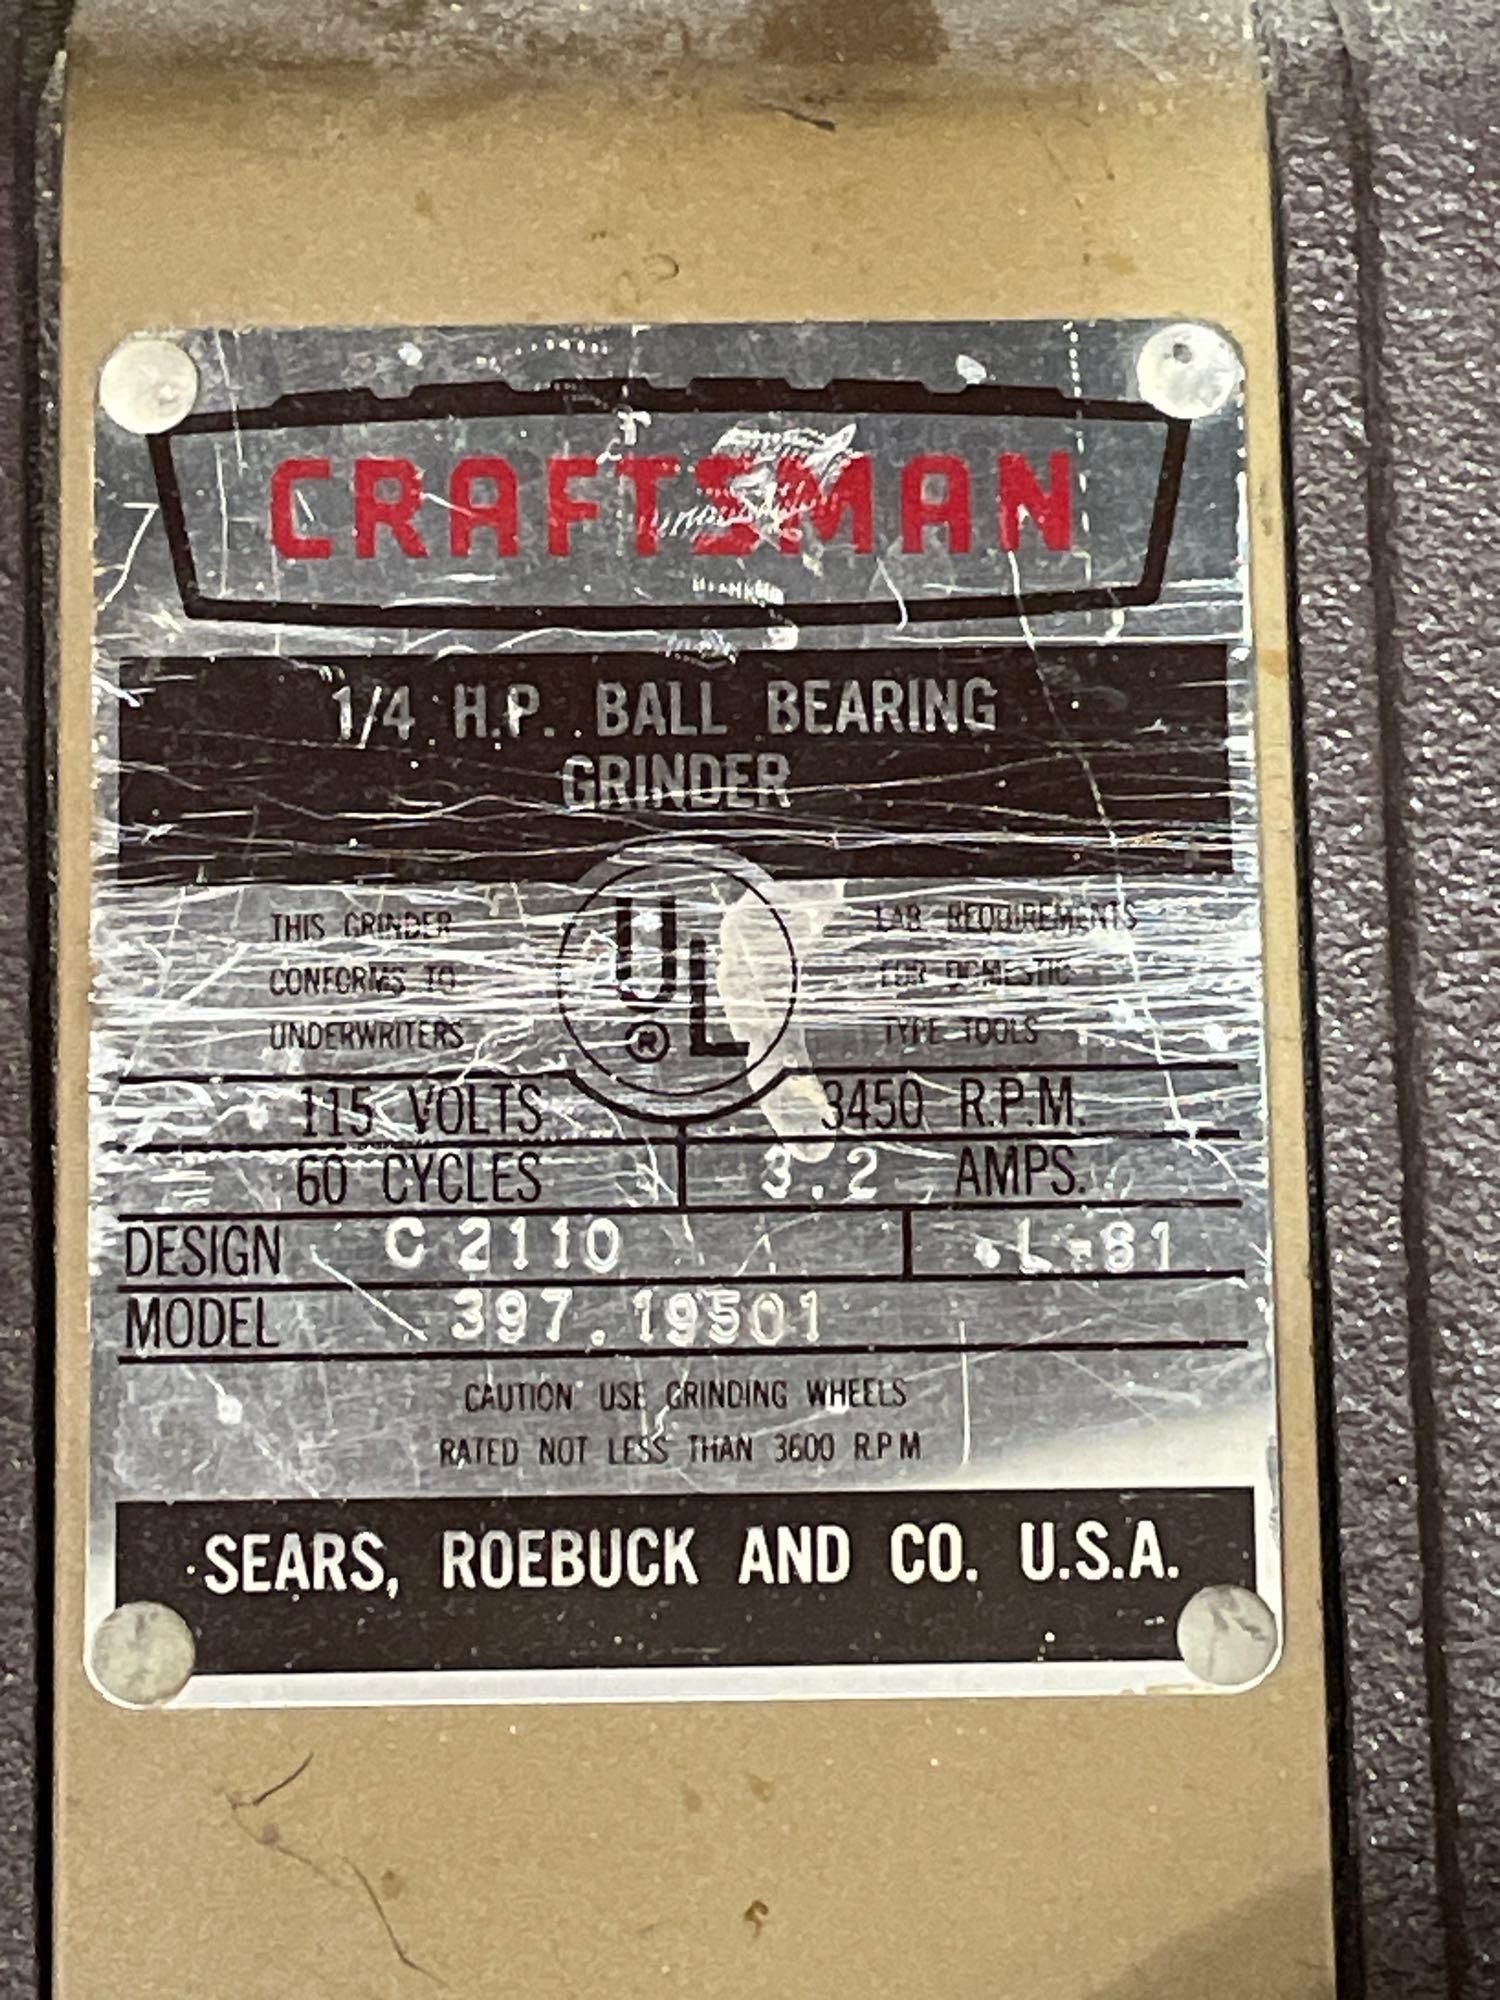 CRAFTSMAN
1/4 H.P. BALL BEARING
GRINDER
THIS GRINDER
CONFORMS TO
UNDERWRITERS
UL
®
LAB. REQUIREMENTS
FOR DOMESTIC
TYPE TOOLS
115 VOLTS 3450 R.P.M.
60 CYCLES 3.2 AMPS.
DESIGN C 2110 L-81
MODEL 397.19501
CAUTION USE GRINDING WHEELS
RATED NOT LESS THAN 3600 R.P.M
SEARS, ROEBUCK AND CO. U.S.A.